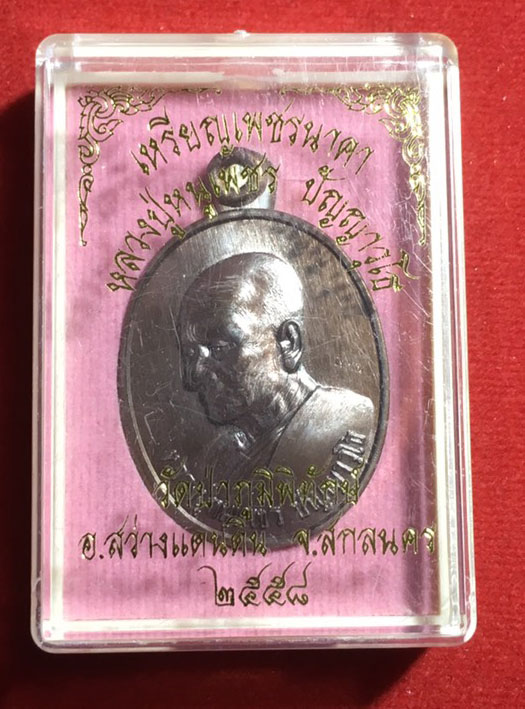 เหรียญเพชรนาคา
หลวงปู่หนูเพชร ปัญญาวุโธ
วัดป่าภูมิพิทักษ์
อ.สว่างแดนดิน จ.สกลนคร
๒๕๕๘